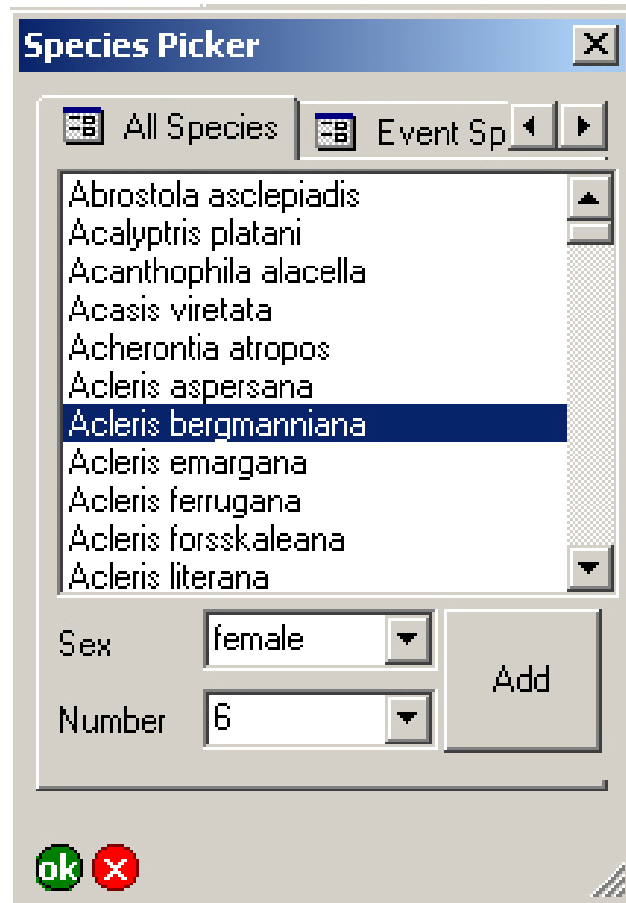 Species Picker
All Species Event Sp
Abrostola asclepiadis
Acalyptris platani
Acanthophila alacella
Acasis viretata
Acherontia atropos
Acleris aspersana
Acleris bergmanniana
Acleris emargana
Acleris ferrugana
Acleris forsskaleana
Acleris literana
Sex female
Add
Number 6
ok